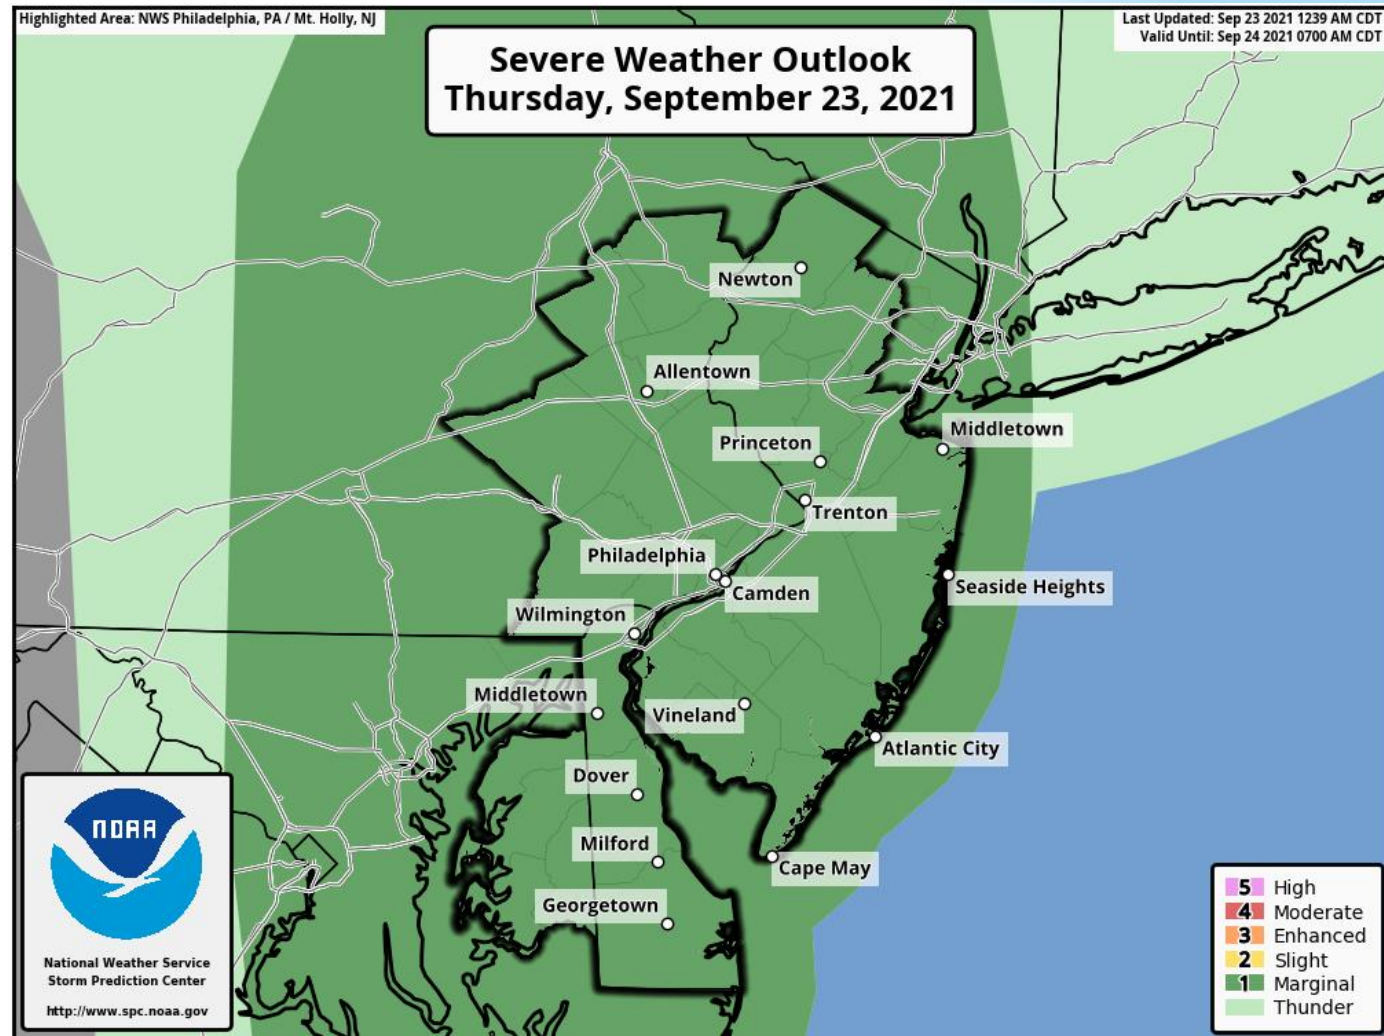 Highlighted Area: NWS Philadelphia, PA / Mt. Holly, NJ
Last Updated: Sep 23 2021 1239 AM CDT
Valid Until: Sep 24 2021 0700 AM CDT
Severe Weather Outlook
Thursday, September 23, 2021
Newton
Allentown
Middletown
Princeton
Trenton
Philadelphia
Camden
Seaside Heights
Wilmington
Middletown
Vineland
Atlantic City
Dover
Milford
Cape May
Georgetown
NOAA
National Weather Service
Storm Prediction Center
http://www.spc.noaa.gov
5 High
4 Moderate
3 Enhanced
2 Slight
1 Marginal
Thunder